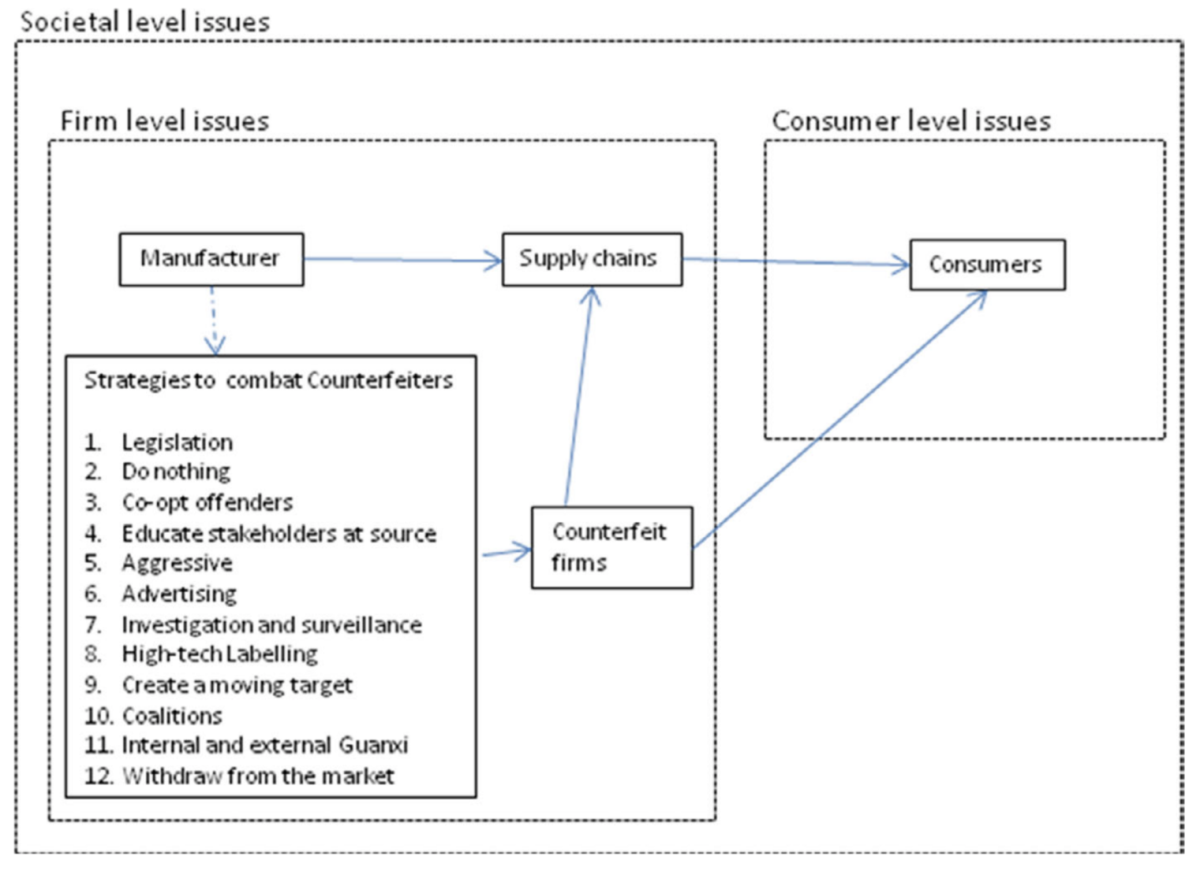 Societal level issues
Firm level issues
Consumer level issues
Manufacturer
Supply chains
Consumers
Strategies to combat Counterfeiters
1. Legislation
2. Do nothing
3. Co-opt offenders
4. Educate stakeholders at source
5. Aggressive
6. Advertising
7. Investigation and surveillance
8. High-tech Labelling
9. Create a moving target
10. Coalitions
11. Internal and external Guanxi
12. Withdraw from the market
Counterfeit
firms